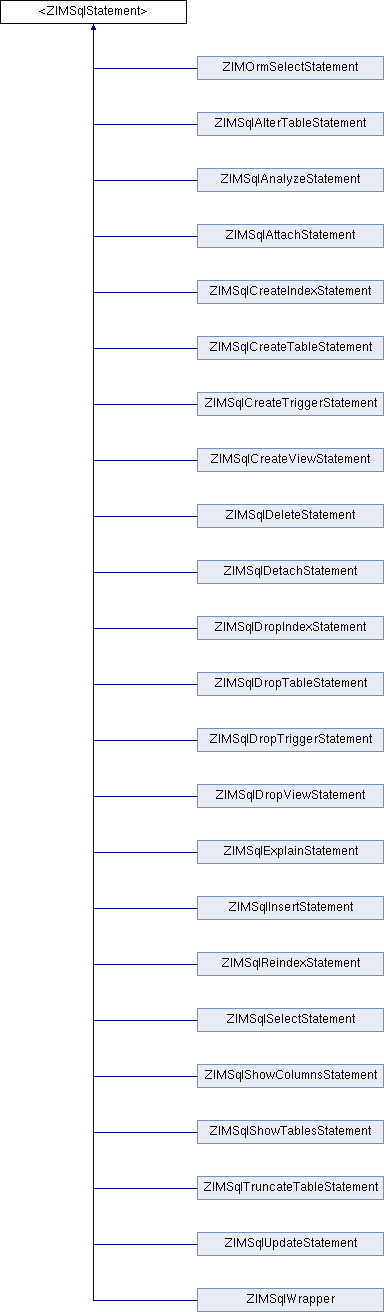 <ZIMSqlStatement>
ZIMOrmSelectStatement
ZIMSqlAlterTableStatement
ZIMSqlAnalyzeStatement
ZIMSqlAttachStatement
ZIMSqlCreateIndexStatement
ZIMSqlCreateTableStatement
ZIMSqlCreateTriggerStatement
ZIMSqlCreateViewStatement
ZIMSqlDeleteStatement
ZIMSqlDetachStatement
ZIMSqlDropIndexStatement
ZIMSqlDropTableStatement
ZIMSqlDropTriggerStatement
ZIMSqlDropViewStatement
ZIMSqlExplainStatement
ZIMSqlInsertStatement
ZIMSqlReindexStatement
ZIMSqlSelectStatement
ZIMSqlShowColumnsStatement
ZIMSqlShowTablesStatement
ZIMSqlTruncateTableStatement
ZIMSqlUpdateStatement
ZIMSqlWrapper